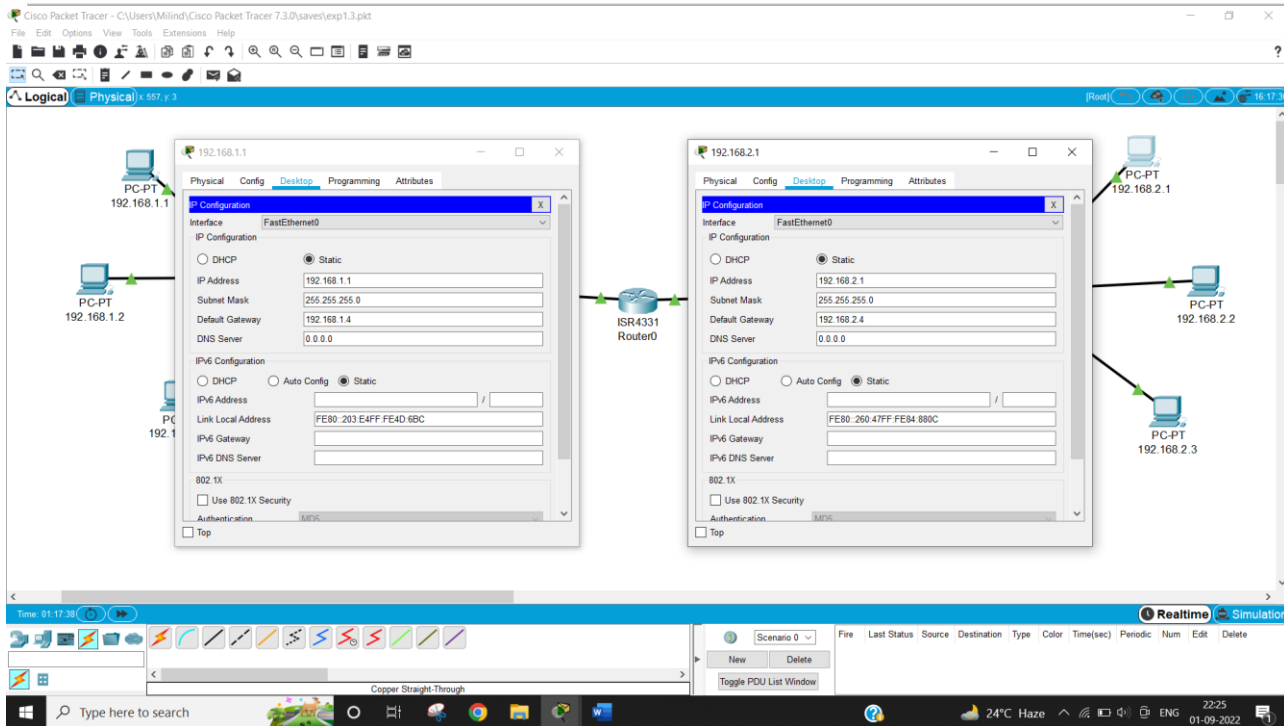 Cisco Packet Tracer - C:\Users\Milind\Cisco Packet Tracer 7.3.0\saves\exp1.3.pkt
File Edit Options View Tools Extensions Help
?
Logical Physical x: 557, y: 3 [Root] 16:17:30
192.168.1.1
Physical Config Desktop Programming Attributes
IP Configuration X
Interface FastEthernet0
IP Configuration
DHCP Static
IP Address 192.168.1.1
Subnet Mask 255.255.255.0
Default Gateway 192.168.1.4
DNS Server 0.0.0.0
IPv6 Configuration
DHCP Auto Config Static
IPv6 Address /
Link Local Address FE80::203:E4FF:FE4D:6BC
IPv6 Gateway
IPv6 DNS Server
802.1X
Use 802.1X Security
Authentication MD5
Top
192.168.2.1
Physical Config Desktop Programming Attributes
IP Configuration X
Interface FastEthernet0
IP Configuration
DHCP Static
IP Address 192.168.2.1
Subnet Mask 255.255.255.0
Default Gateway 192.168.2.4
DNS Server 0.0.0.0
IPv6 Configuration
DHCP Auto Config Static
IPv6 Address /
Link Local Address FE80::260:47FF:FE84:880C
IPv6 Gateway
IPv6 DNS Server
802.1X
Use 802.1X Security
Authentication MD5
Top
PC-PT
192.168.1.1
PC-PT
192.168.1.2
PC
192.1
ISR4331
Router0
PC-PT
192.168.2.1
PC-PT
192.168.2.2
PC-PT
192.168.2.3
Time: 01:17:38 Realtime Simulation
Scenario 0
New Delete
Toggle PDU List Window
Fire Last Status Source Destination Type Color Time(sec) Periodic Num Edit Delete
Copper Straight-Through
Type here to search
24°C Haze ENG 22:25
01-09-2022